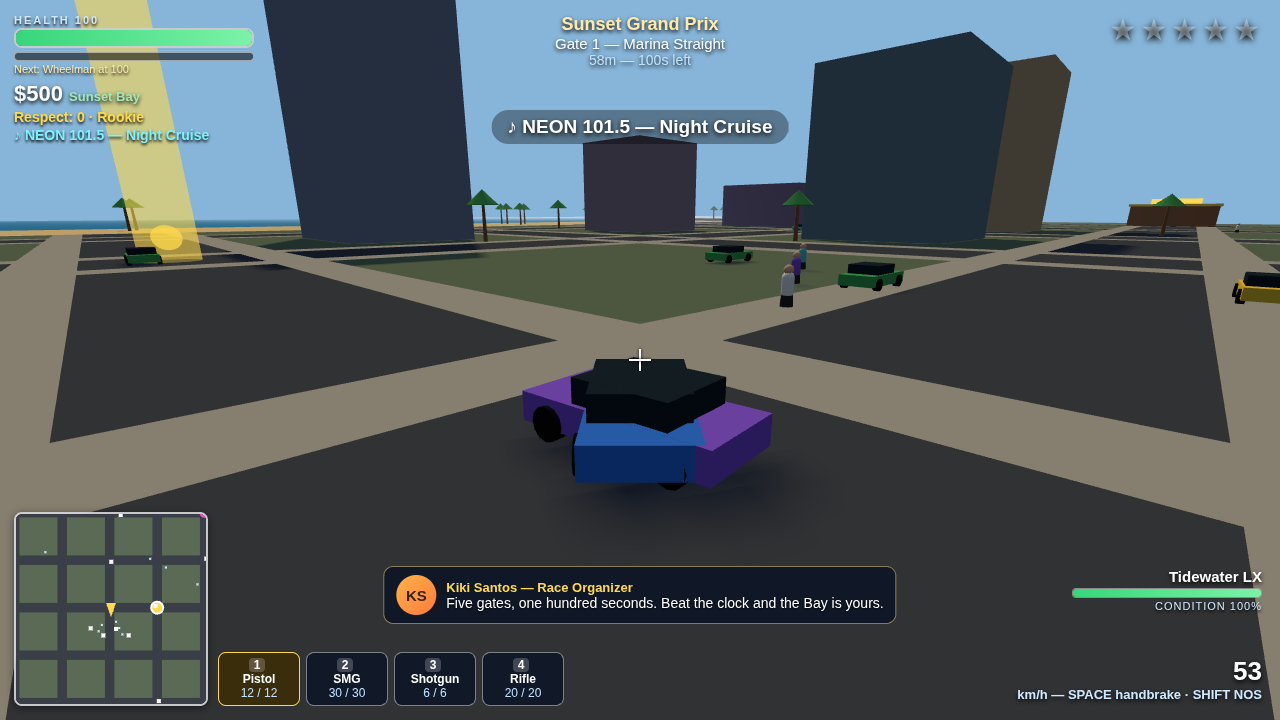 HEALTH 100
Next: Wheelman at 100
$500 Sunset Bay
Respect: 0 · Rookie
♪ NEON 101.5 — Night Cruise
Sunset Grand Prix
Gate 1 — Marina Straight
58m — 100s left
♪ NEON 101.5 — Night Cruise
KS
Kiki Santos — Race Organizer
Five gates, one hundred seconds. Beat the clock and the Bay is yours.
Tidewater LX
CONDITION 100%
1
Pistol
12 / 12
2
SMG
30 / 30
3
Shotgun
6 / 6
4
Rifle
20 / 20
53
km/h — SPACE handbrake · SHIFT NOS